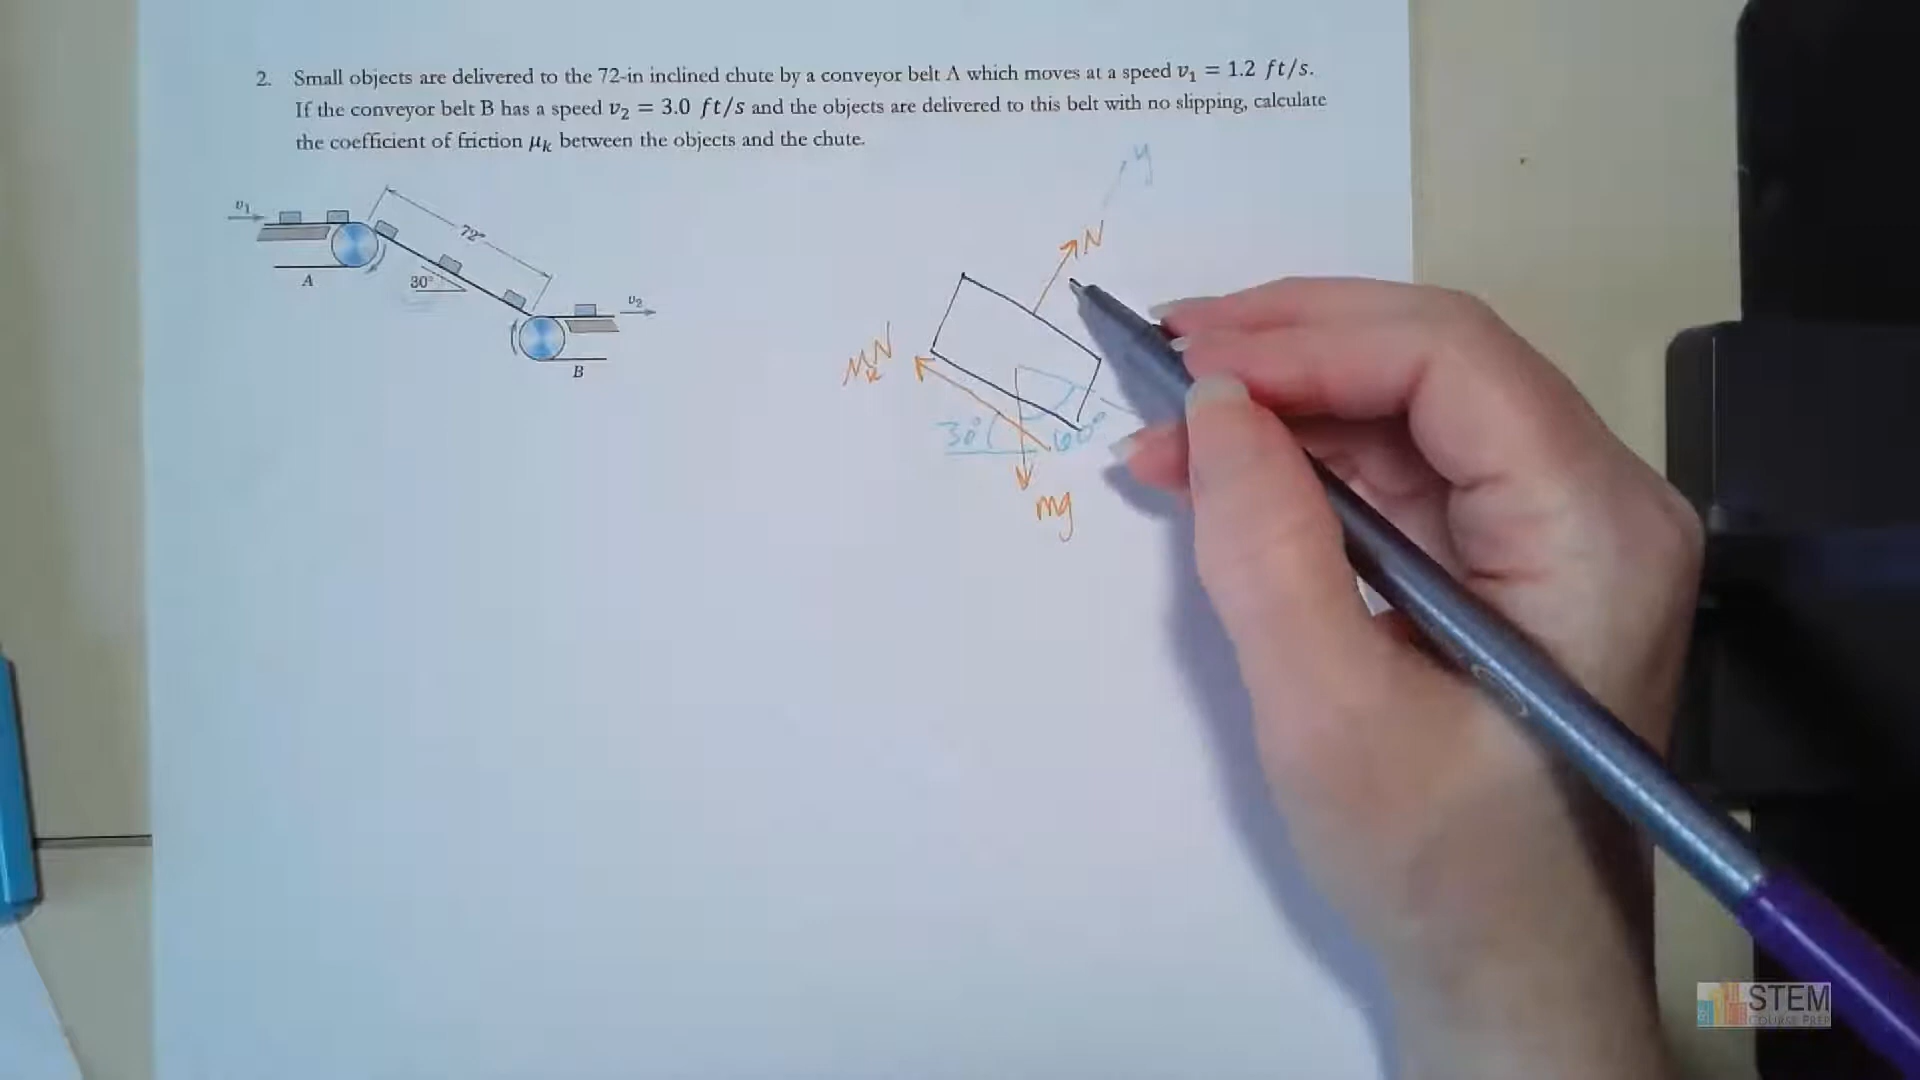 2. Small objects are delivered to the 72-in inclined chute by a conveyor belt A which moves at a speed v₁ = 1.2 ft/s.
If the conveyor belt B has a speed v₂ = 3.0 ft/s and the objects are delivered to this belt with no slipping, calculate
the coefficient of friction μₖ between the objects and the chute.
y
v₁
72"
N
A
30°
v₂
μₖN
B
30°
60°
mg
STEM
COURSE PREP